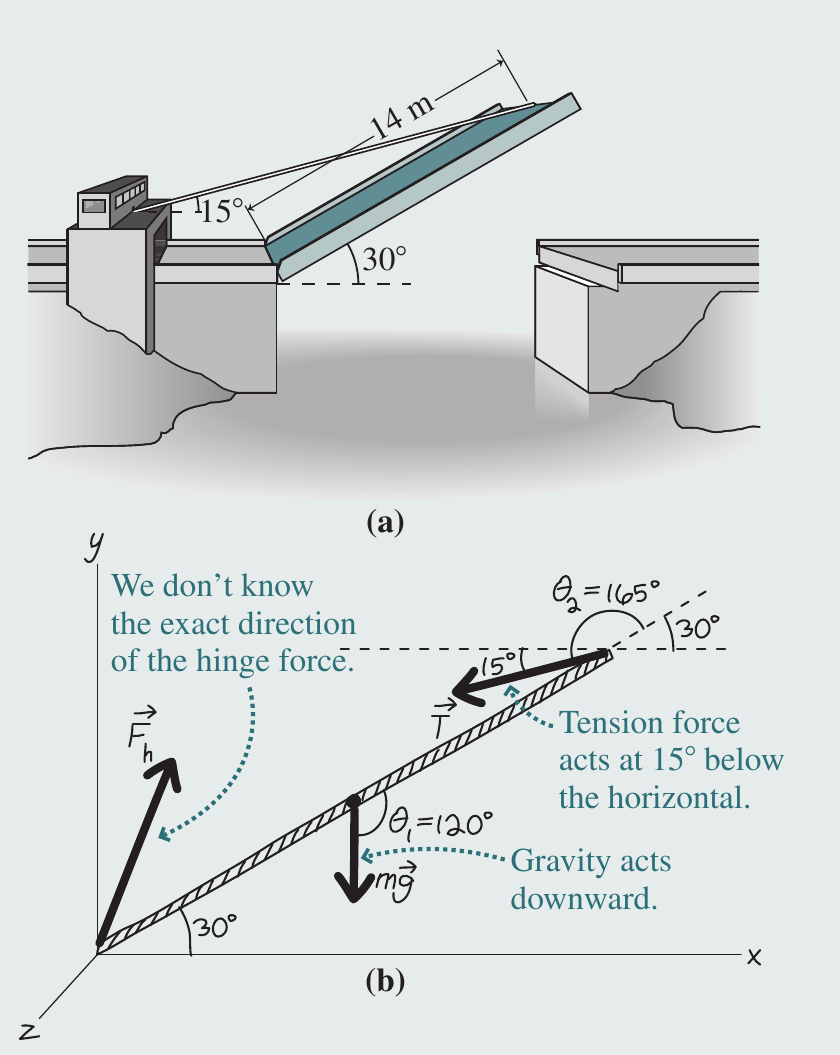 14 m
15°
30°
(a)
y
We don't know
the exact direction
of the hinge force.
θ₂=165°
30°
15°
F⃗h
T⃗
Tension force
acts at 15° below
the horizontal.
θ₁=120°
Gravity acts
downward.
mg⃗
30°
x
(b)
z